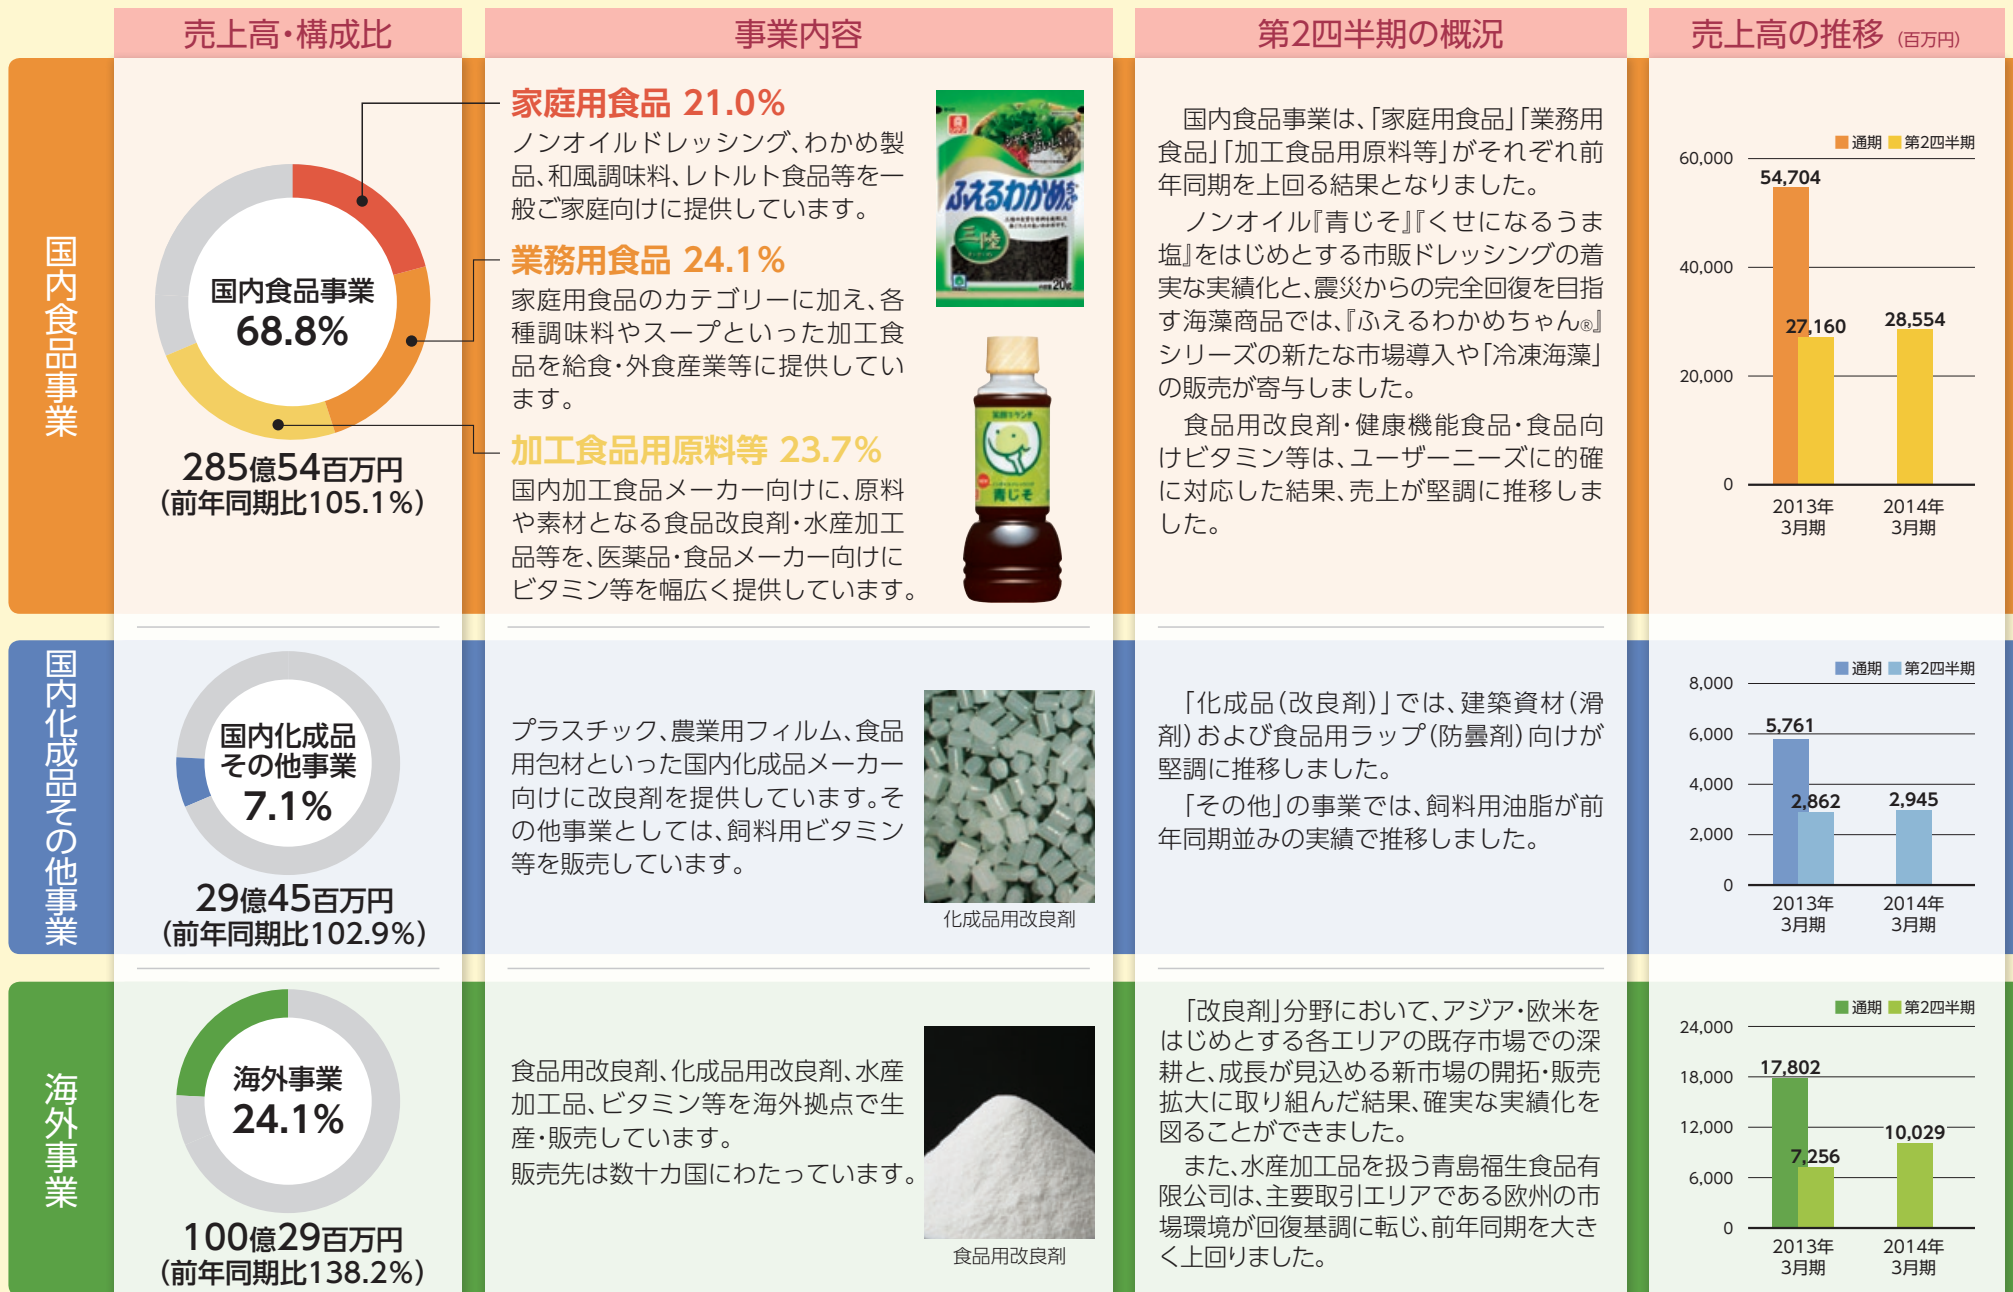 売上高・構成比
事業内容
第2四半期の概況
売上高の推移 (百万円)
国内食品事業
国内食品事業
68.8%
285億54百万円
(前年同期比105.1%)
家庭用食品 21.0%
ノンオイルドレッシング、わかめ製
品、和風調味料、レトルト食品等を一
般ご家庭向けに提供しています。
業務用食品 24.1%
家庭用食品のカテゴリーに加え、各
種調味料やスープといった加工食
品を給食・外食産業等に提供してい
ます。
加工食品用原料等 23.7%
国内加工食品メーカー向けに、原料
や素材となる食品改良剤・水産加工
品等を、医薬品・食品メーカー向けに
ビタミン等を幅広く提供しています。
ふえるわかめちゃん
三陸
20g
青じそ
国内食品事業は、「家庭用食品」「業務用
食品」「加工食品用原料等」がそれぞれ前
年同期を上回る結果となりました。
ノンオイル『青じそ』『くせになるうま
塩』をはじめとする市販ドレッシングの着
実な実績化と、震災からの完全回復を目指
す海藻商品では、『ふえるわかめちゃん®』
シリーズの新たな市場導入や「冷凍海藻」
の販売が寄与しました。
食品用改良剤・健康機能食品・食品向
けビタミン等は、ユーザーニーズに的確
に対応した結果、売上が堅調に推移しま
した。
通期 第2四半期
60,000
54,704
40,000
27,160
28,554
20,000
0
2013年
3月期
2014年
3月期
国内化成品その他事業
国内化成品
その他事業
7.1%
29億45百万円
(前年同期比102.9%)
プラスチック、農業用フィルム、食品
用包材といった国内化成品メーカー
向けに改良剤を提供しています。そ
の他事業としては、飼料用ビタミン
等を販売しています。
化成品用改良剤
「化成品(改良剤)」では、建築資材(滑
剤)および食品用ラップ(防曇剤)向けが
堅調に推移しました。
「その他」の事業では、飼料用油脂が前
年同期並みの実績で推移しました。
通期 第2四半期
8,000
6,000
5,761
4,000
2,862
2,945
2,000
0
2013年
3月期
2014年
3月期
海外事業
海外事業
24.1%
100億29百万円
(前年同期比138.2%)
食品用改良剤、化成品用改良剤、水産
加工品、ビタミン等を海外拠点で生
産・販売しています。
販売先は数十カ国にわたっています。
食品用改良剤
「改良剤」分野において、アジア・欧米を
はじめとする各エリアの既存市場での深
耕と、成長が見込める新市場の開拓・販売
拡大に取り組んだ結果、確実な実績化を
図ることができました。
また、水産加工品を扱う青島福生食品有
限公司は、主要取引エリアである欧州の市
場環境が回復基調に転じ、前年同期を大き
く上回りました。
通期 第2四半期
24,000
18,000
17,802
12,000
10,029
7,256
6,000
0
2013年
3月期
2014年
3月期